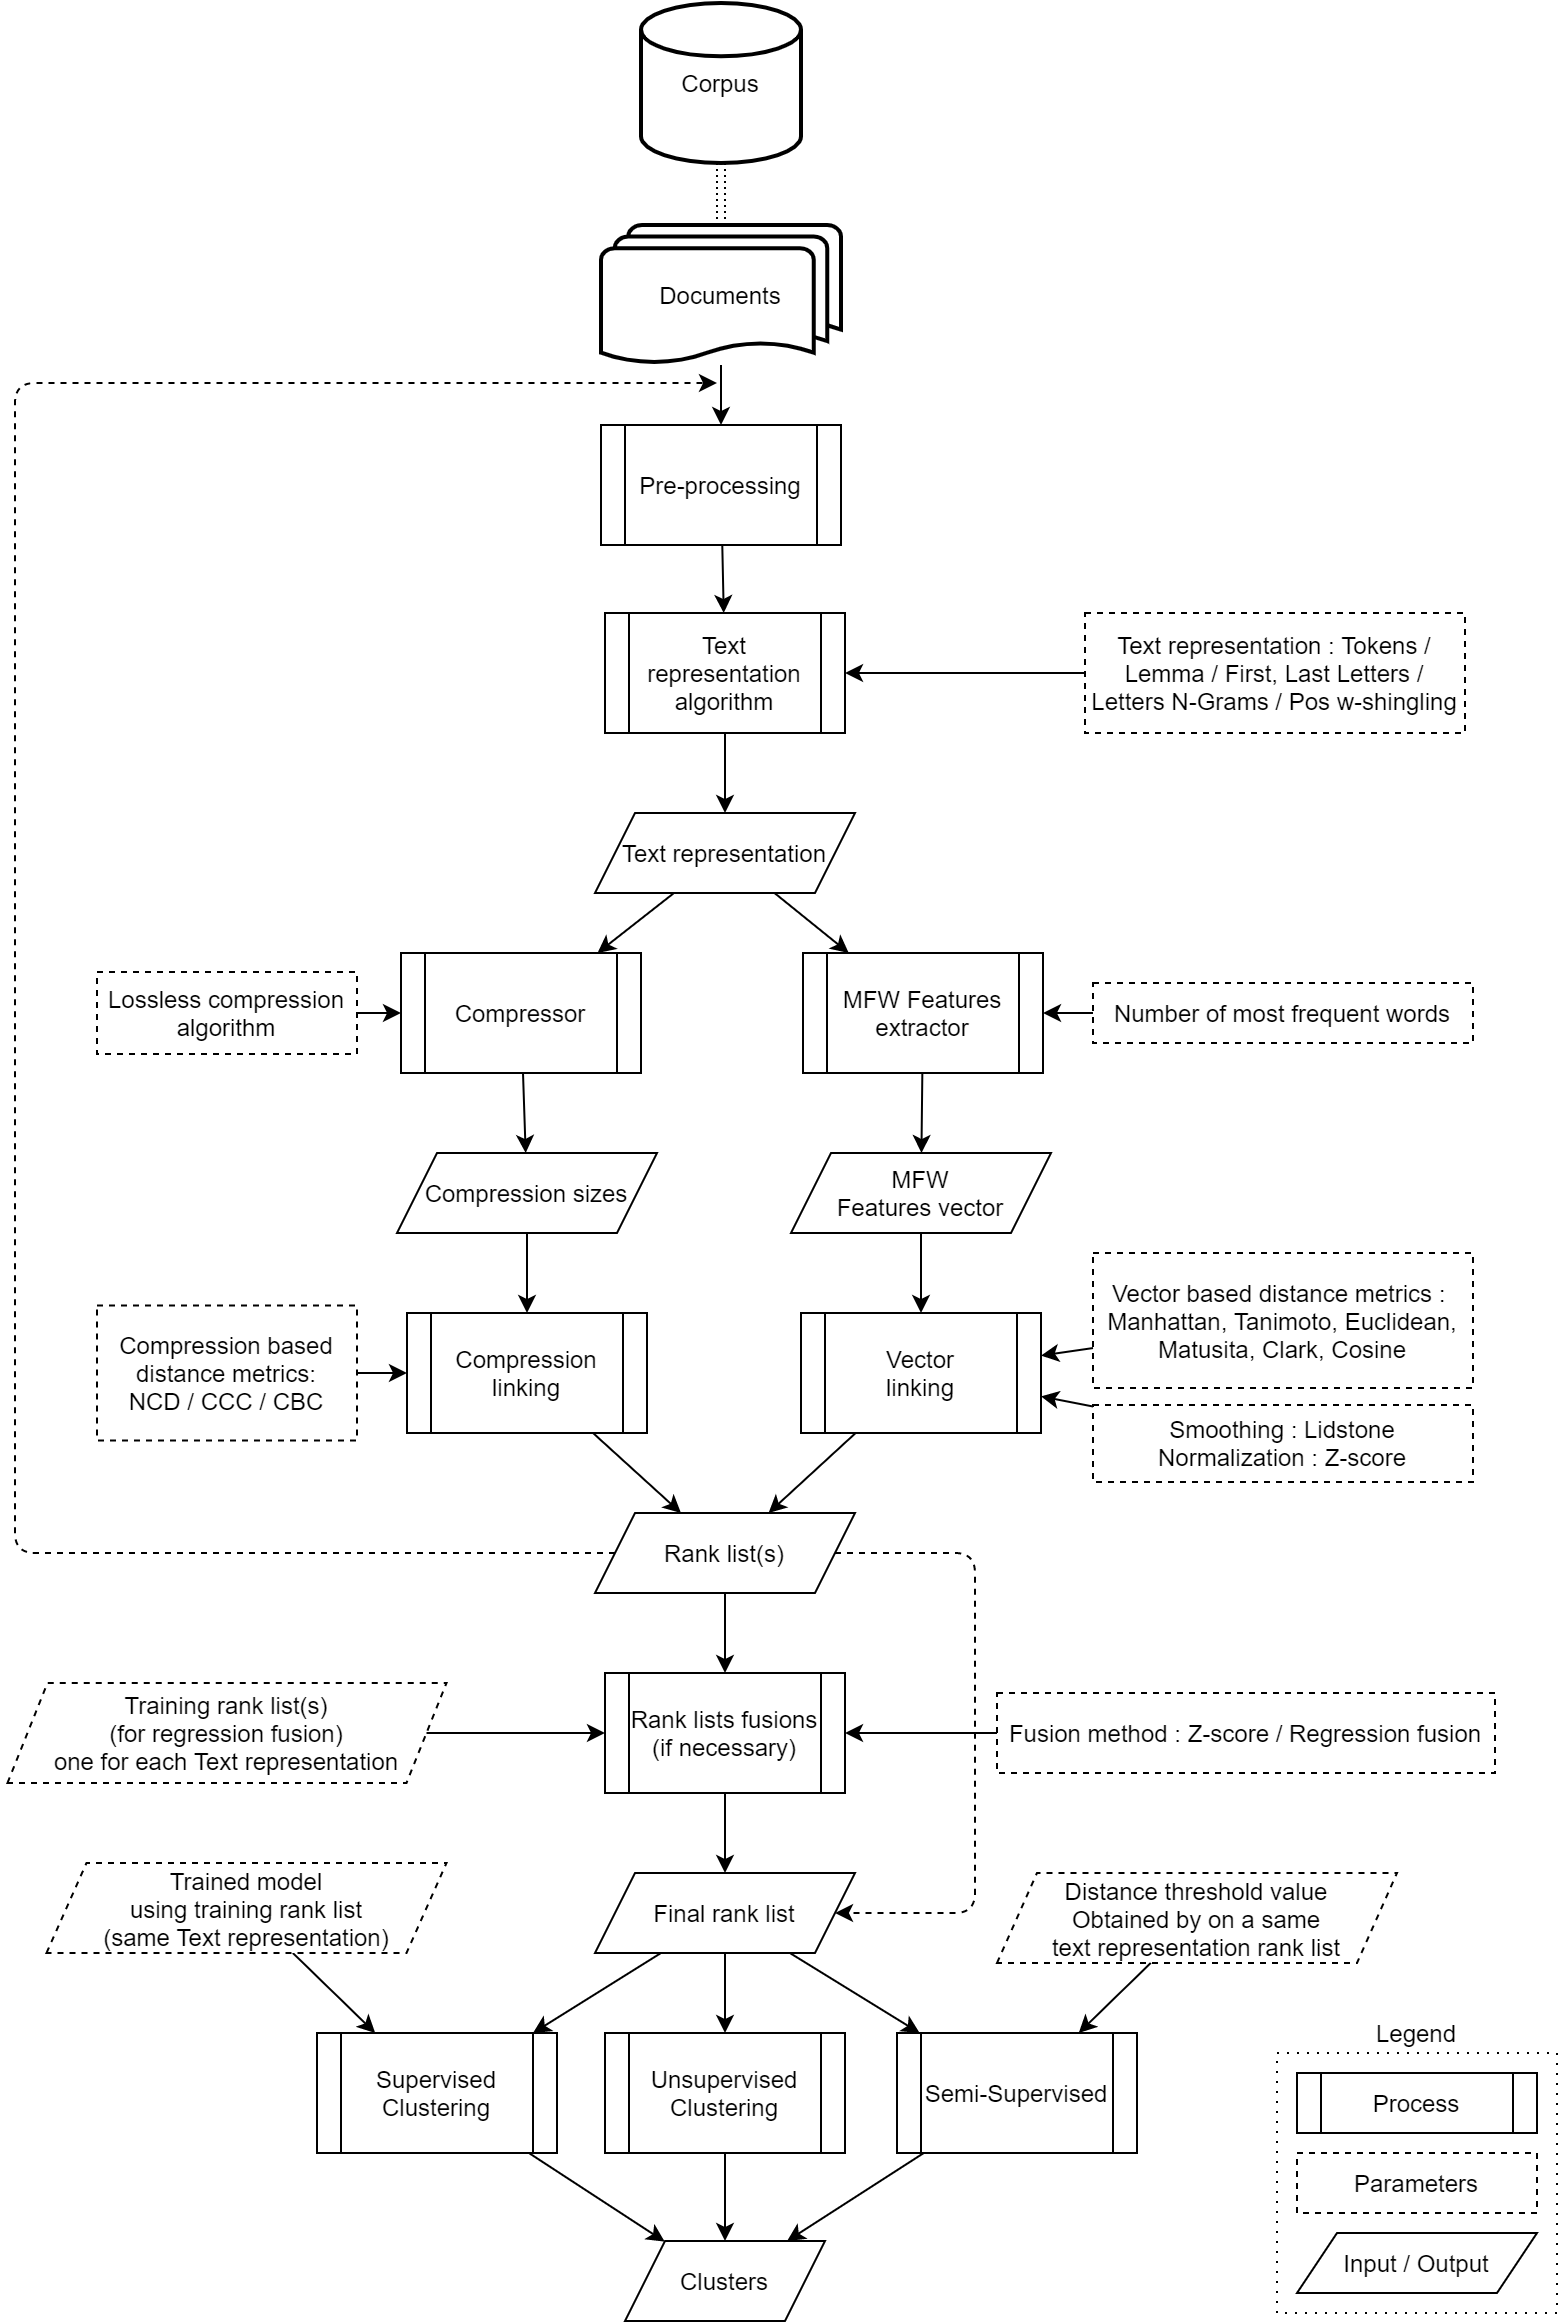 Corpus
Documents
Pre-processing
Text
representation
algorithm
Text representation : Tokens /
Lemma / First, Last Letters /
Letters N-Grams / Pos w-shingling
Text representation
Lossless compression
algorithm
Compressor
MFW Features
extractor
Number of most frequent words
Compression sizes
MFW
Features vector
Compression based
distance metrics:
NCD / CCC / CBC
Compression
linking
Vector
linking
Vector based distance metrics :
Manhattan, Tanimoto, Euclidean,
Matusita, Clark, Cosine
Smoothing : Lidstone
Normalization : Z-score
Rank list(s)
Training rank list(s)
(for regression fusion)
one for each Text representation
Rank lists fusions
(if necessary)
Fusion method : Z-score / Regression fusion
Trained model
using training rank list
(same Text representation)
Final rank list
Distance threshold value
Obtained by on a same
text representation rank list
Supervised
Clustering
Unsupervised
Clustering
Semi-Supervised
Clusters
Legend
Process
Parameters
Input / Output